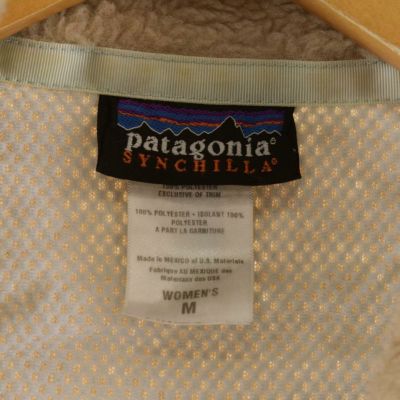 patagonia®
SYNCHILLA®
100% POLYESTER
EXCLUSIVE OF TRIM
100% POLYESTER • ISOLANT 100%
POLYESTER
A PART LA GARNITURE
Made in MEXICO of U.S. Materials
Fabriqué AU MEXIQUE des
Materiaux des USA
WOMEN'S
M